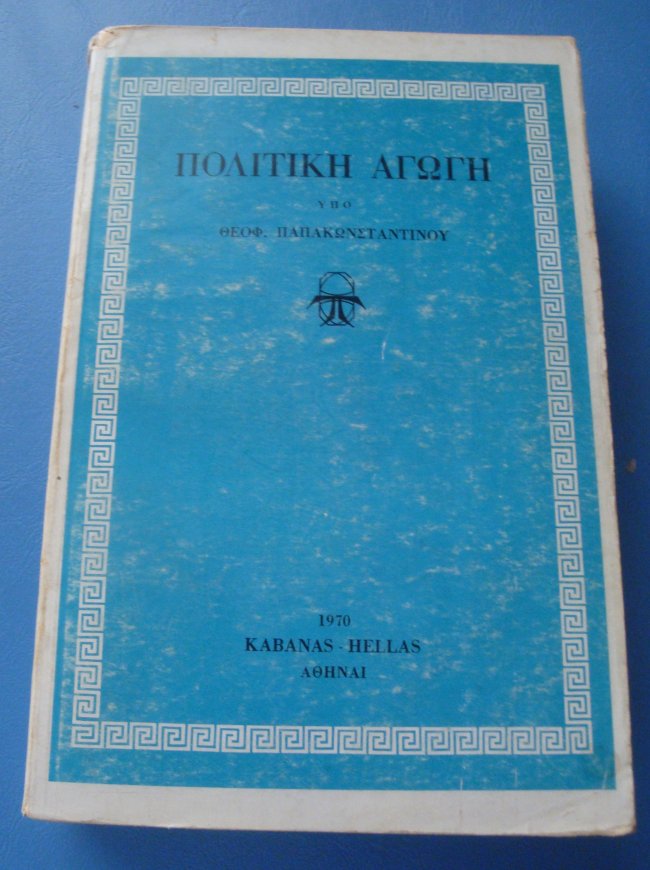 ΠΟΛΙΤΙΚΗ ΑΓΩΓΗ
ΥΠΟ
ΘΕΟΦ. ΠΑΠΑΚΩΝΣΤΑΝΤΙΝΟΥ
1970
KABANAS - HELLAS
ΑΘΗΝΑΙ